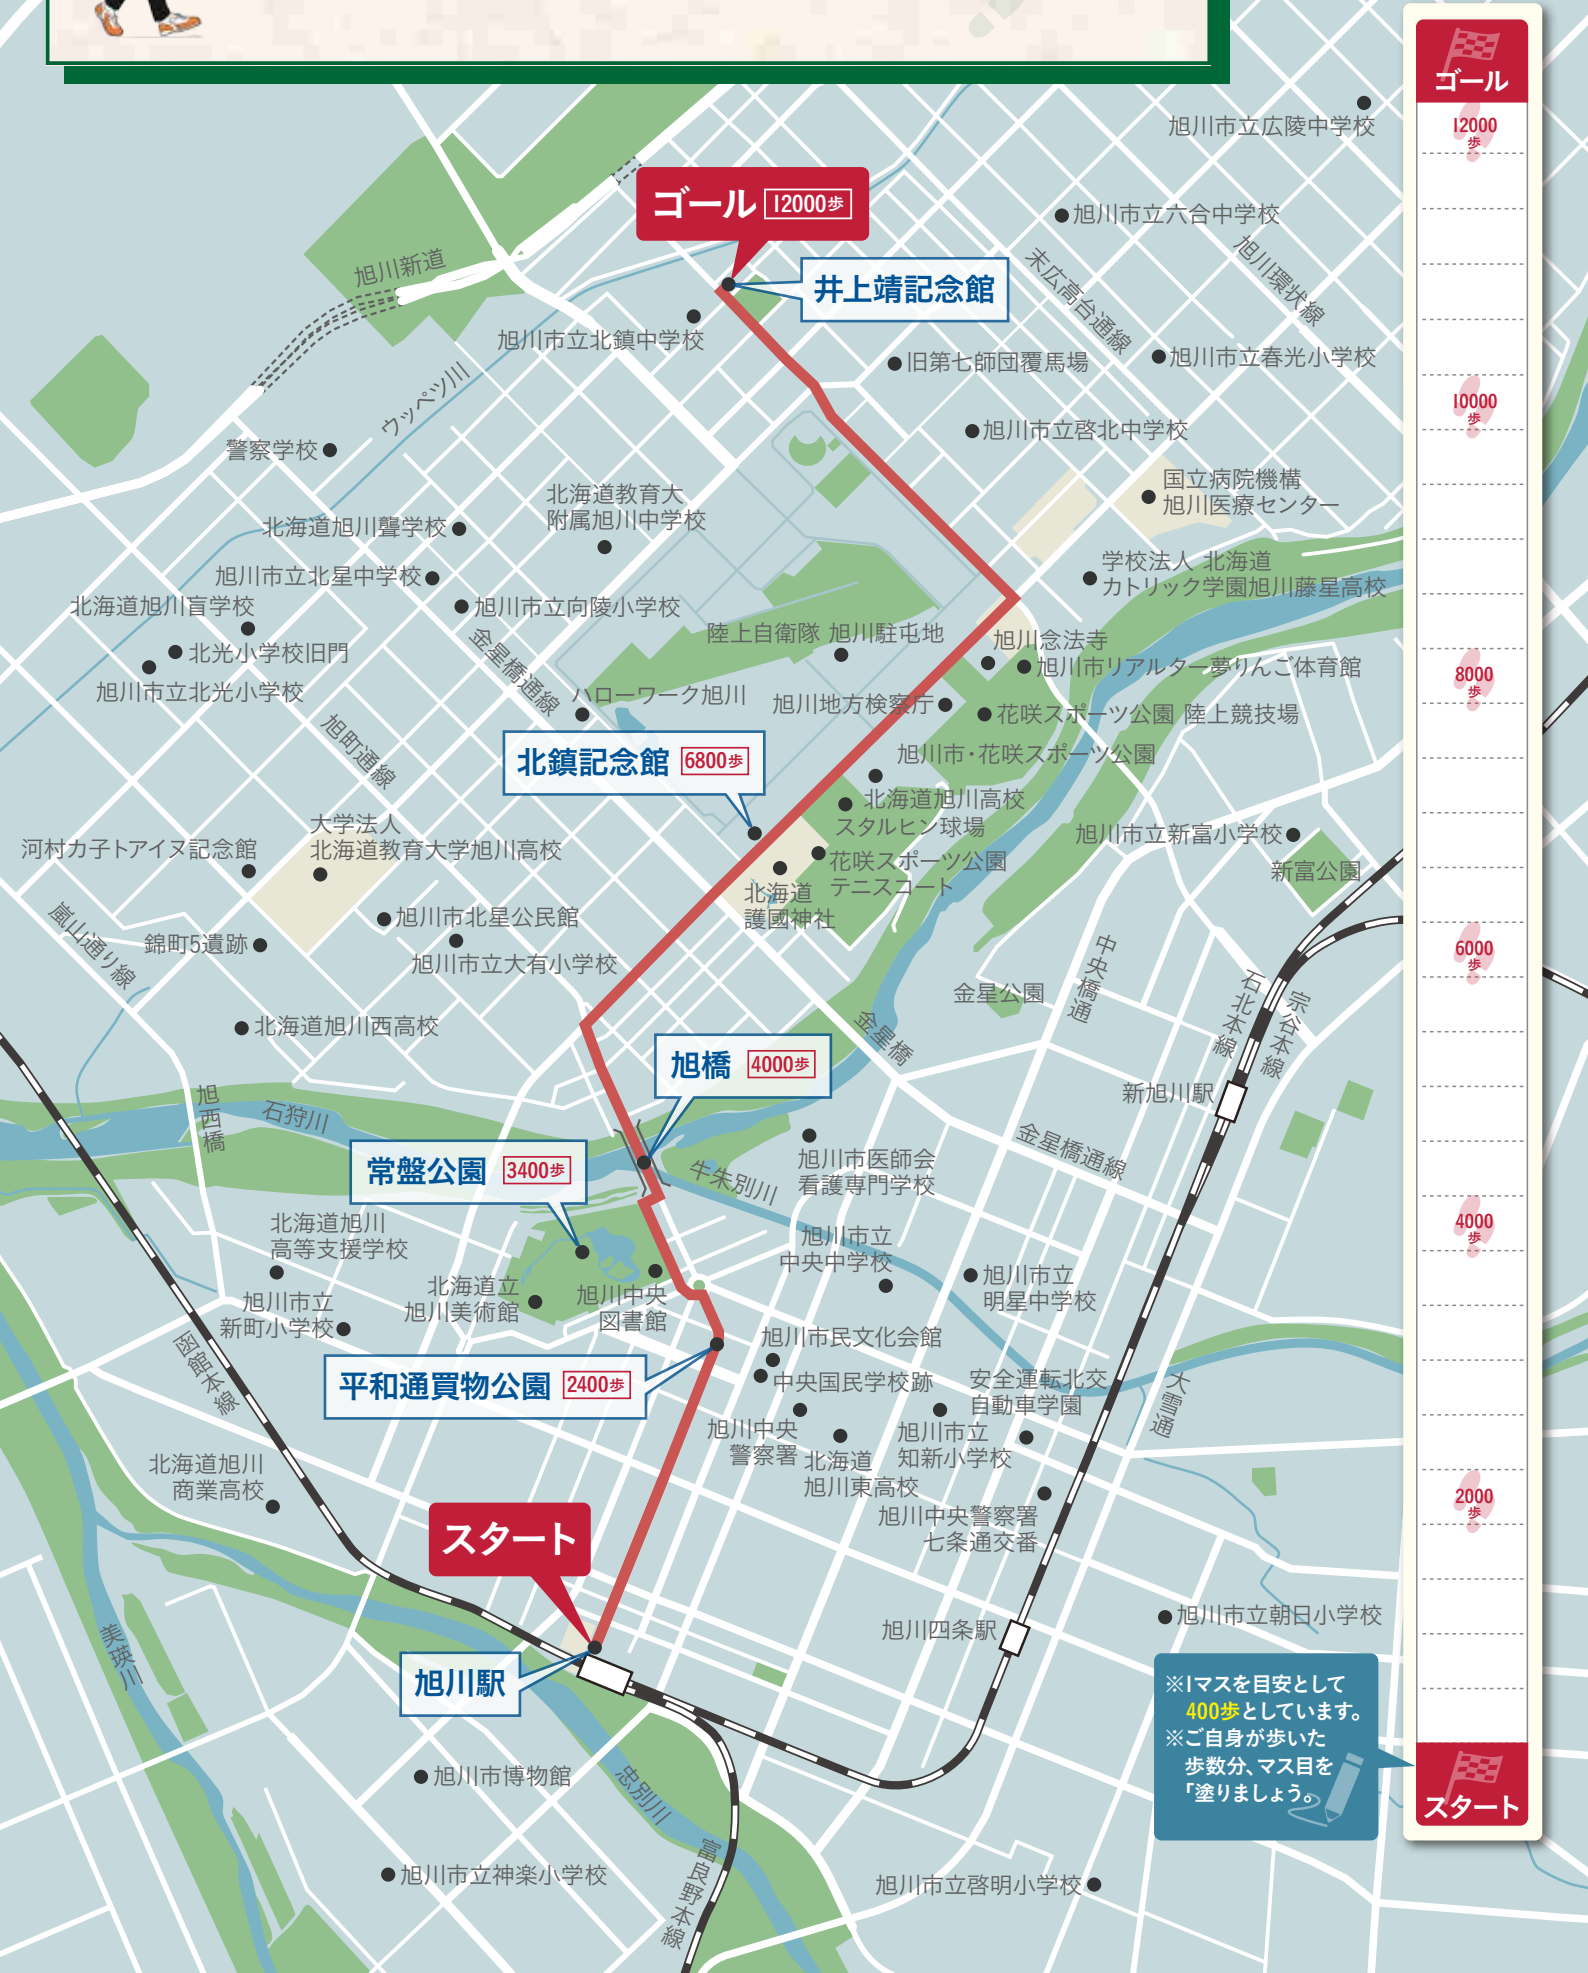 ゴール
12000
歩
旭川市立広陵中学校
ゴール 12000歩
旭川市立六合中学校
旭川環状線
末広高台通線
旭川新道
井上靖記念館
旭川市立北鎮中学校
旧第七師団覆馬場
旭川市立春光小学校
ウッペツ川
10000
歩
警察学校
旭川市立啓北中学校
国立病院機構
旭川医療センター
北海道教育大
附属旭川中学校
北海道旭川聾学校
学校法人 北海道
カトリック学園旭川藤星高校
旭川市立北星中学校
北海道旭川盲学校
旭川市立向陵小学校
陸上自衛隊 旭川駐屯地
旭川念法寺
北光小学校旧門
旭川市リアルター夢りんご体育館
8000
歩
旭川市立北光小学校
金星橋通線
ハローワーク旭川
旭川地方検察庁
花咲スポーツ公園 陸上競技場
旭町通線
北鎮記念館 6800歩
旭川市・花咲スポーツ公園
北海道旭川高校
スタルヒン球場
旭川市立新富小学校
河村カ子トアイヌ記念館
大学法人
北海道教育大学旭川高校
花咲スポーツ公園
テニスコート
新富公園
北海道
護國神社
嵐山通り線
旭川市北星公民館
錦町5遺跡
旭川市立大有小学校
中央橋通
6000
歩
金星公園
石北本線
宗谷本線
北海道旭川西高校
金星橋
旭橋 4000歩
新旭川駅
旭西橋
石狩川
金星橋通線
常盤公園 3400歩
牛朱別川
旭川市医師会
看護専門学校
4000
歩
北海道旭川
高等支援学校
旭川市立
中央中学校
旭川市立
明星中学校
北海道立
旭川美術館
旭川中央
図書館
旭川市立
新町小学校
函館本線
旭川市民文化会館
平和通買物公園 2400歩
中央国民学校跡
安全運転北交
自動車学園
大雪通
旭川中央
警察署
北海道
旭川東高校
旭川市立
知新小学校
北海道旭川
商業高校
2000
歩
旭川中央警察署
七条通交番
スタート
美瑛川
旭川四条駅
旭川市立朝日小学校
旭川駅
※1マスを目安として
400歩としています。
※ご自身が歩いた
歩数分、マス目を
「塗りましょう。
旭川市博物館
忠別川
スタート
富良野本線
旭川市立神楽小学校
旭川市立啓明小学校